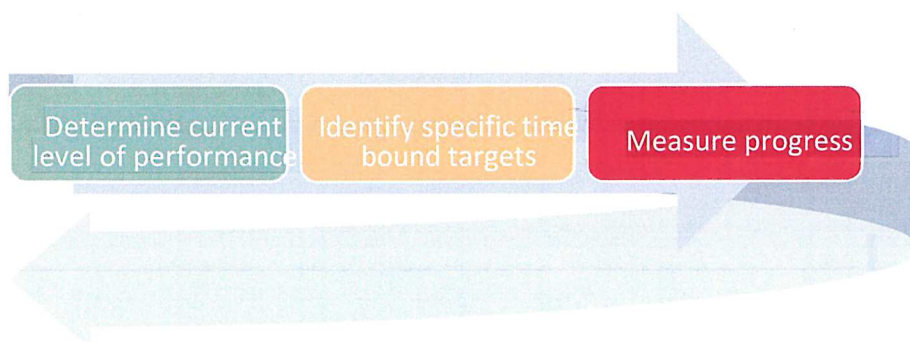 Determine current
level of performance
Identify specific time
bound targets
Measure progress